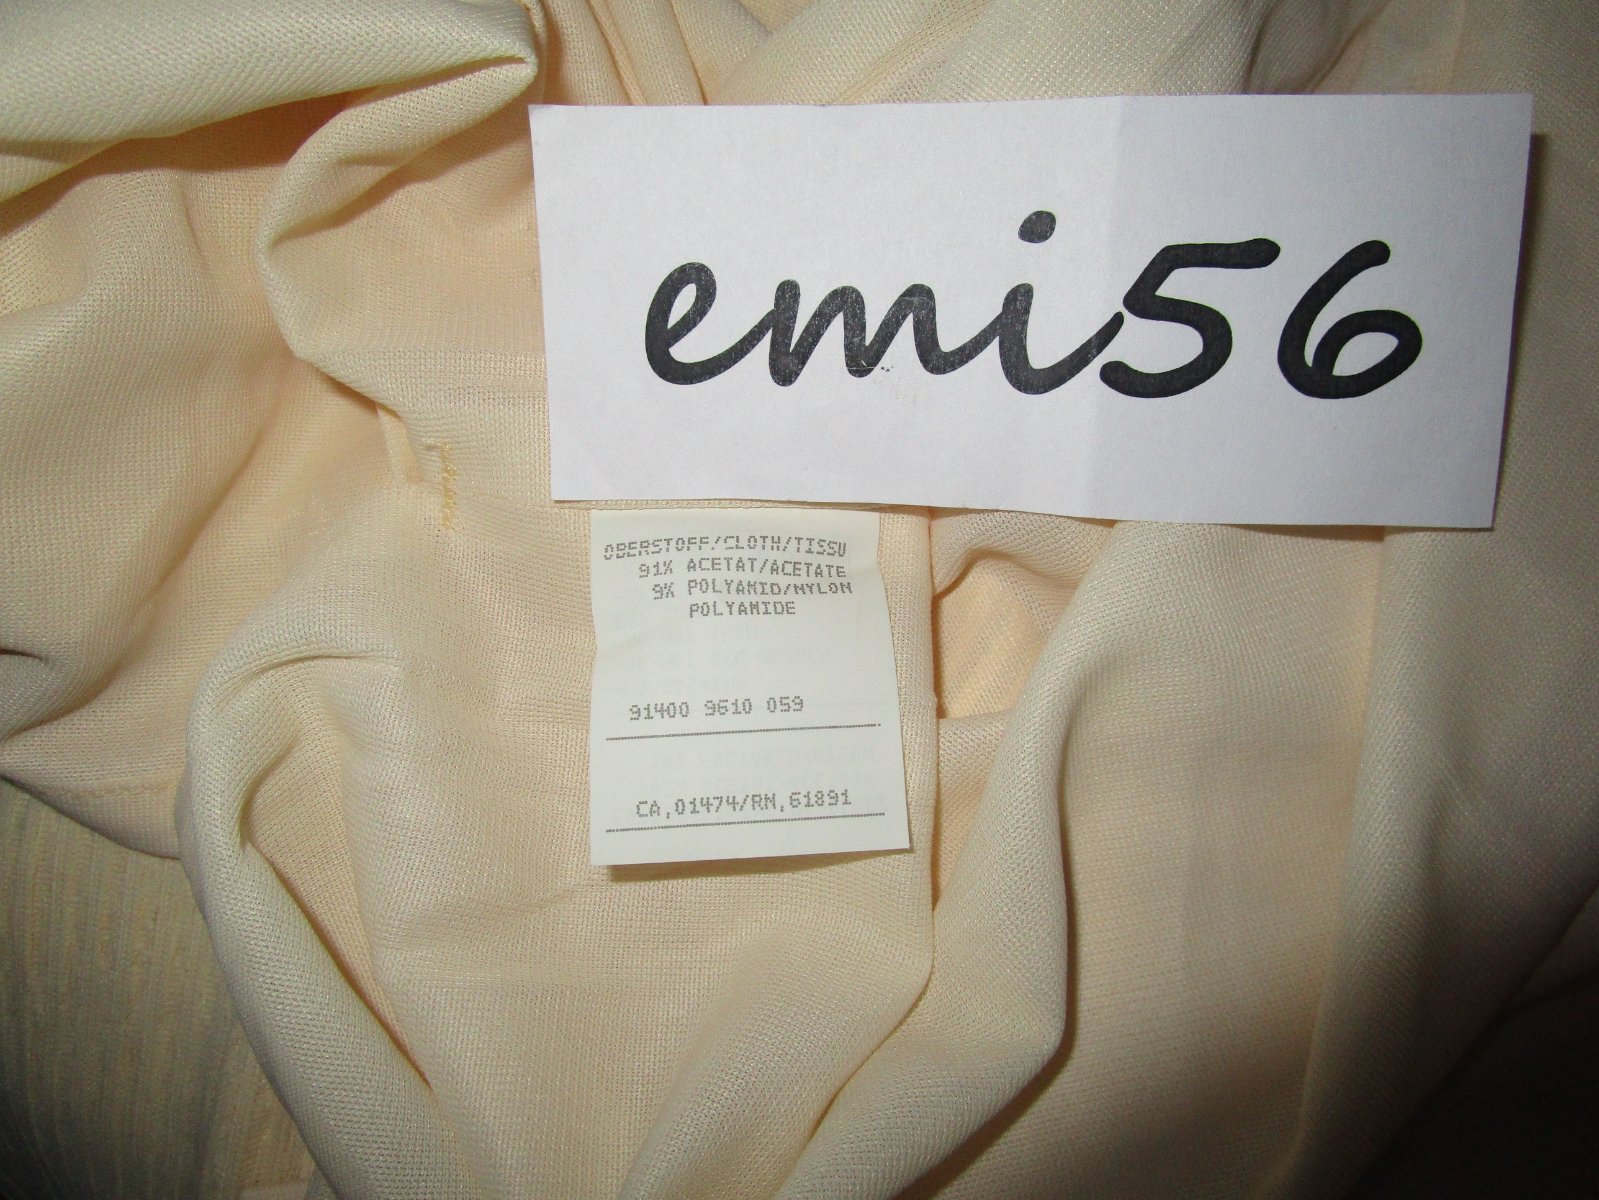 emi56
OBERSTOFF/CLOTH/TISSU
91% ACETAT/ACETATE
9% POLYAMID/NYLON
POLYAMIDE
91400 9610 059
CA,01474/RN,61891